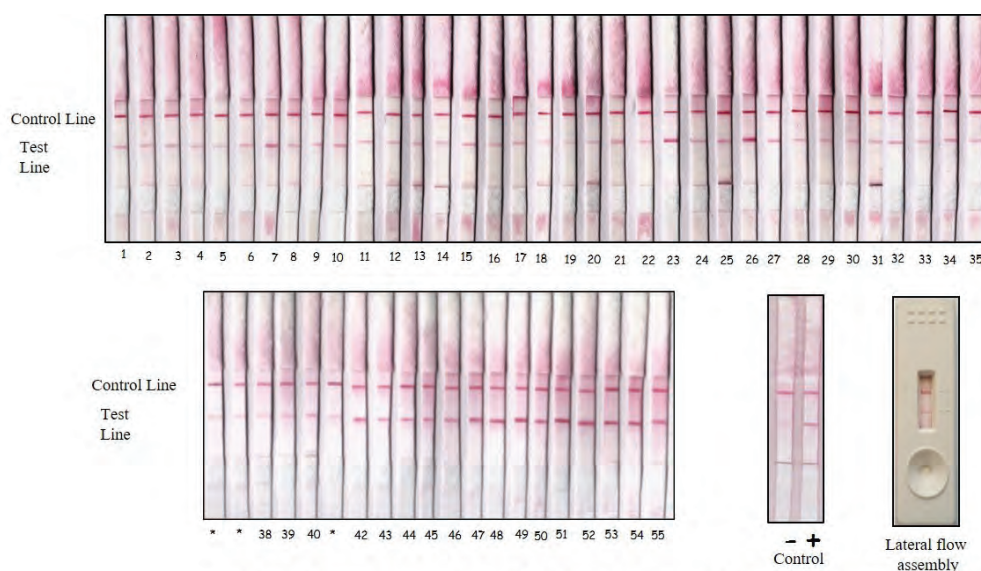 Control Line
Test
Line
1 2 3 4 5 6 7 8 9 10 11 12 13 14 15 16 17 18 19 20 21 22 23 24 25 26 27 28 29 30 31 32 33 34 35
Control Line
Test
Line
* * 38 39 40 * 42 43 44 45 46 47 48 49 50 51 52 53 54 55
- +
Control
Lateral flow
assembly